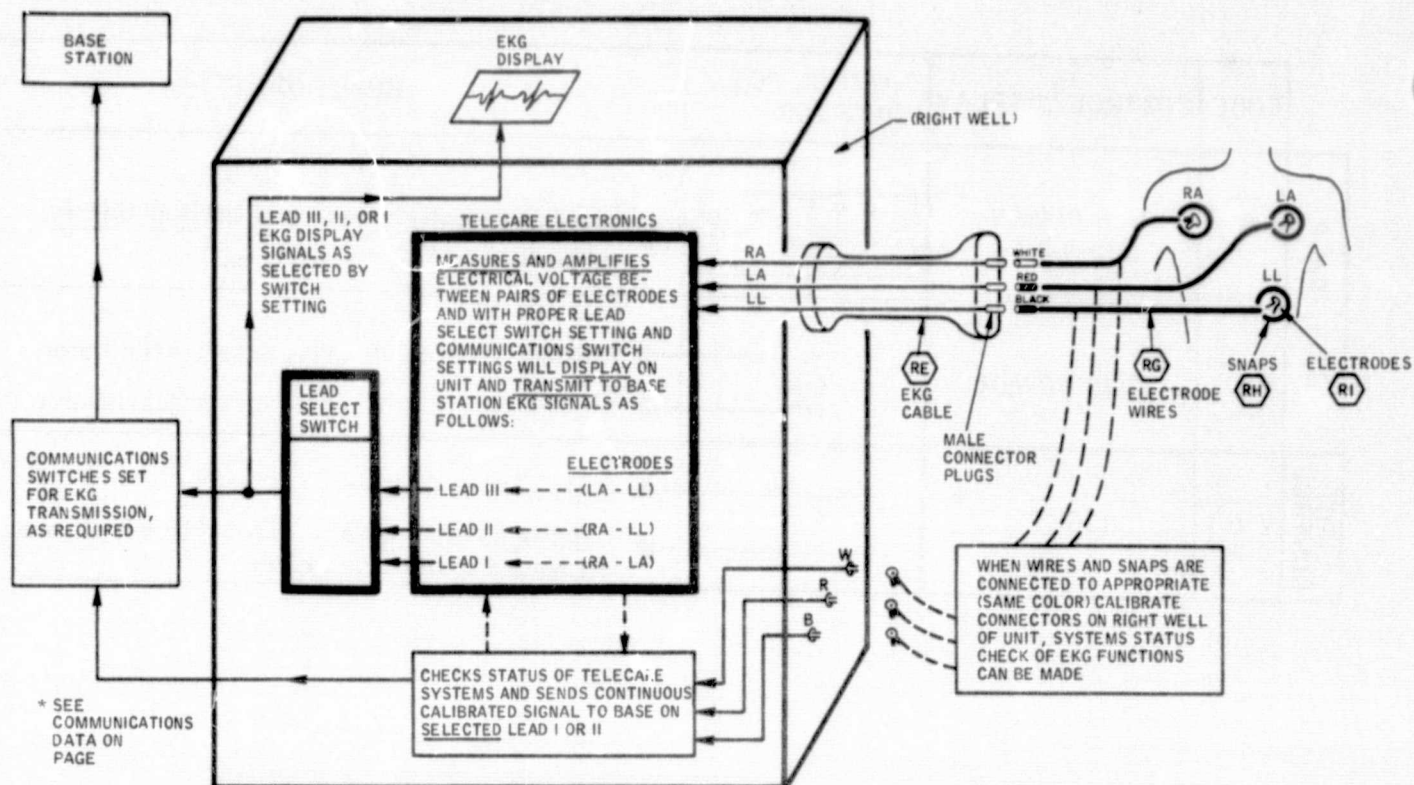 BASE
STATION
EKG
DISPLAY
(RIGHT WELL)
LEAD III, II, OR I
EKG DISPLAY
SIGNALS AS
SELECTED BY
SWITCH
SETTING
TELECARE ELECTRONICS
MEASURES AND AMPLIFIES
ELECTRICAL VOLTAGE BE-
TWEEN PAIRS OF ELECTRODES
AND WITH PROPER LEAD
SELECT SWITCH SETTING AND
COMMUNICATIONS SWITCH
SETTINGS WILL DISPLAY ON
UNIT AND TRANSMIT TO BASE
STATION EKG SIGNALS AS
FOLLOWS:
ELECTRODES
LEAD III (LA - LL)
LEAD II (RA - LL)
LEAD I (RA - LA)
LEAD
SELECT
SWITCH
COMMUNICATIONS
SWITCHES SET
FOR EKG
TRANSMISSION,
AS REQUIRED
RA
LA
LL
WHITE
RED
BLACK
RA
LA
LL
RE
EKG
CABLE
MALE
CONNECTOR
PLUGS
RG
ELECTRODE
WIRES
SNAPS
RH
ELECTRODES
RI
W
R
B
WHEN WIRES AND SNAPS ARE
CONNECTED TO APPROPRIATE
(SAME COLOR) CALIBRATE
CONNECTORS ON RIGHT WELL
OF UNIT, SYSTEMS STATUS
CHECK OF EKG FUNCTIONS
CAN BE MADE
CHECKS STATUS OF TELECARE
SYSTEMS AND SENDS CONTINUOUS
CALIBRATED SIGNAL TO BASE ON
SELECTED LEAD I OR II
* SEE
COMMUNICATIONS
DATA ON
PAGE